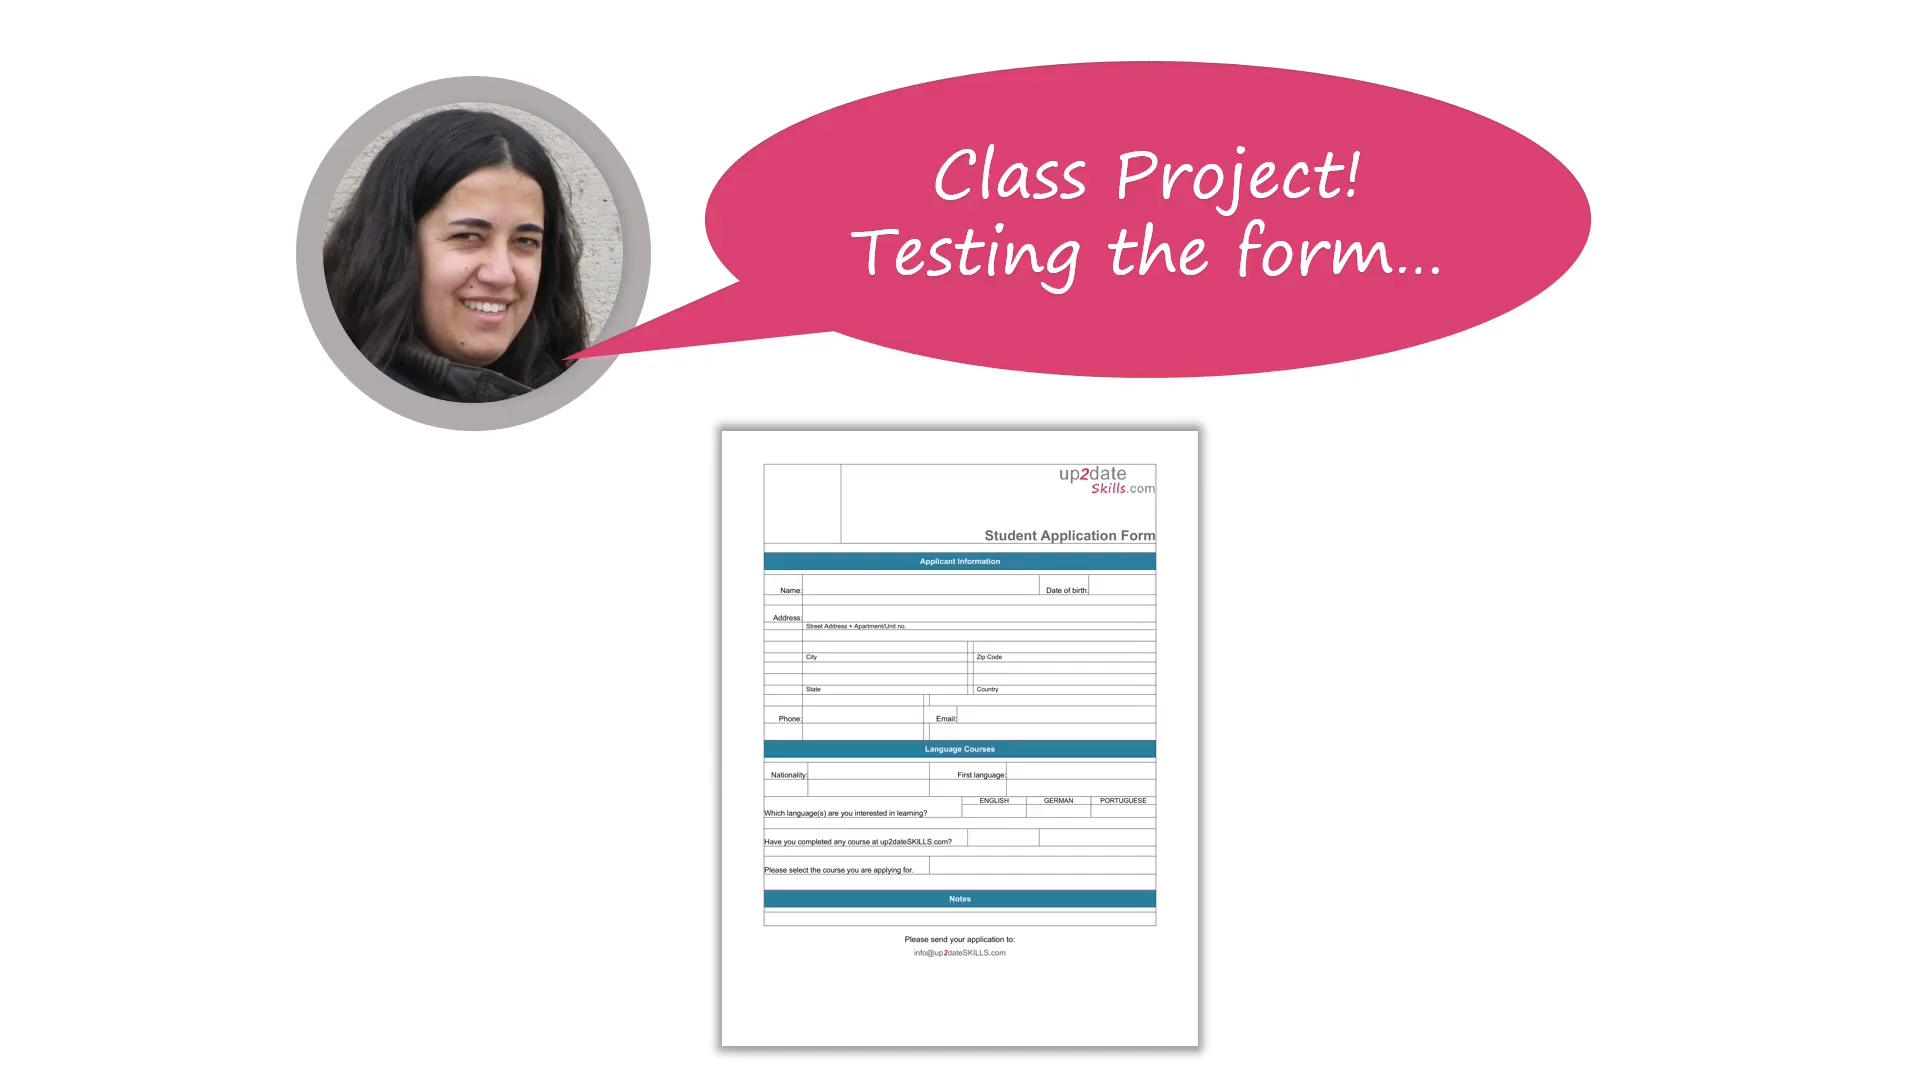 Class Project!
Testing the form...
up2date
Skills.com
Student Application Form
Applicant Information
Name:
Date of birth:
Address:
Street Address + Apartment/Unit no.
City
Zip Code
State
Country
Phone:
Email:
Language Courses
Nationality:
First language:
ENGLISH GERMAN PORTUGUESE
Which language(s) are you interested in learning?
Have you completed any course at up2dateSKILLS.com?
Please select the course you are applying for.
Notes
Please send your application to:
info@up2dateSKILLS.com